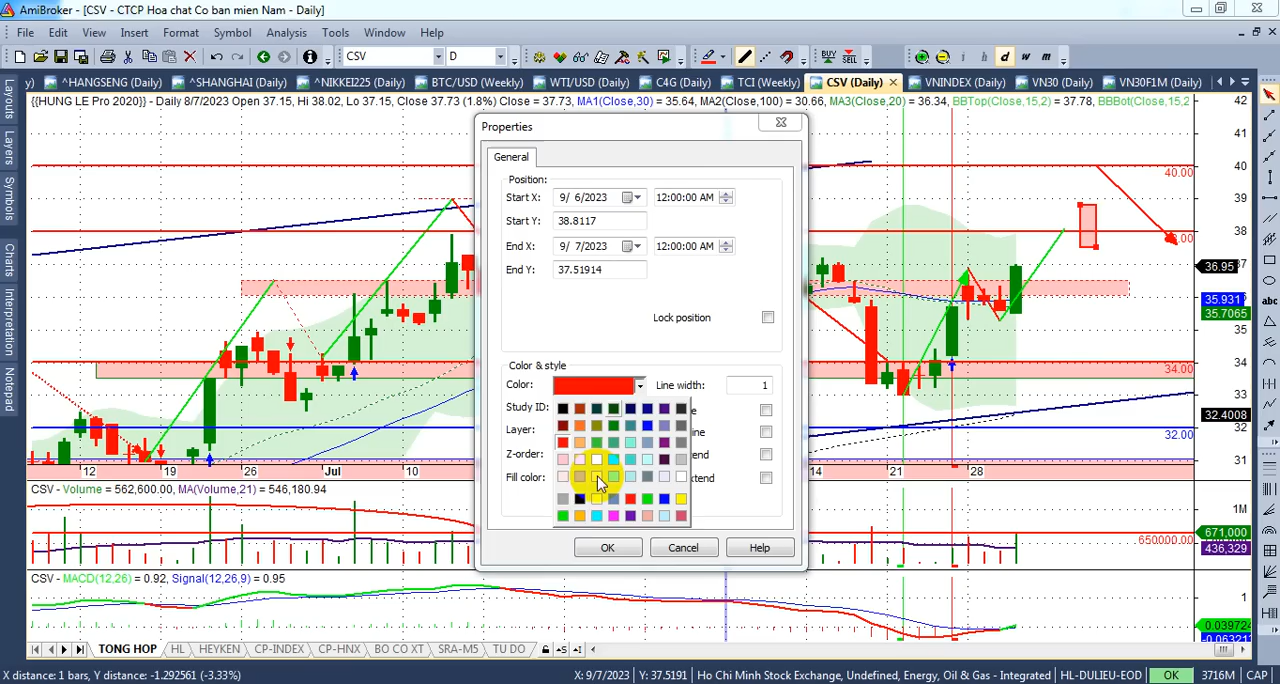 AmiBroker - [CSV - CTCP Hoa chat Co ban mien Nam - Daily]
File Edit View Insert Format Symbol Analysis Tools Window Help
CSV D i h d w m
BUY SELL
y) ^HANGSENG (Daily) ^SHANGHAI (Daily) ^NIKKEI225 (Daily) BTC/USD (Weekly) WTI/USD (Daily) C4G (Daily) TCI (Weekly) CSV (Daily) VNINDEX (Daily) VN30 (Daily) VN30F1M (Daily)
Layouts
Layers
Symbols
Charts
Interpretation
Notepad
{{HUNG LE Pro 2020}} - Daily 8/7/2023 Open 37.15, Hi 38.02, Lo 37.15, Close 37.73 (1.8%) Close = 37.73, MA1(Close,30) = 35.64, MA2(Close,100) = 30.66, MA3(Close,20) = 36.34, BBTop(Close,15,2) = 37.78, BBBot(Close,15,2
42
41
40
40.00
39
38
36.95
35.931
35.7065
35
34
34.00
33
32.4008
32
32.00
31
abc
Properties
General
Position:
Start X: 9/ 6/2023 12:00:00 AM
Start Y: 38.8117
End X: 9/ 7/2023 12:00:00 AM
End Y: 37.51914
Lock position
Color & style
Color: Line width: 1
Study ID:
Layer:
Z-order:
Fill color:
OK Cancel Help
12 19 26 Jul 10 14 21 28
CSV - Volume = 562,600.00, MA(Volume,21) = 546,180.94
1M
671,000
650000.00
436,329
CSV - MACD(12,26) = 0.92, Signal(12,26,9) = 0.95
1
0.039724
TONG HOP HL HEYKEN CP-INDEX CP-HNX BO CO XT SRA-M5 TU DO
X distance: 1 bars, Y distance: -1.292561 (-3.33%) X: 9/7/2023 Y: 37.5191 Ho Chi Minh Stock Exchange, Undefined, Energy, Oil & Gas - Integrated HL-DULIEU-EOD OK 3716M CAP